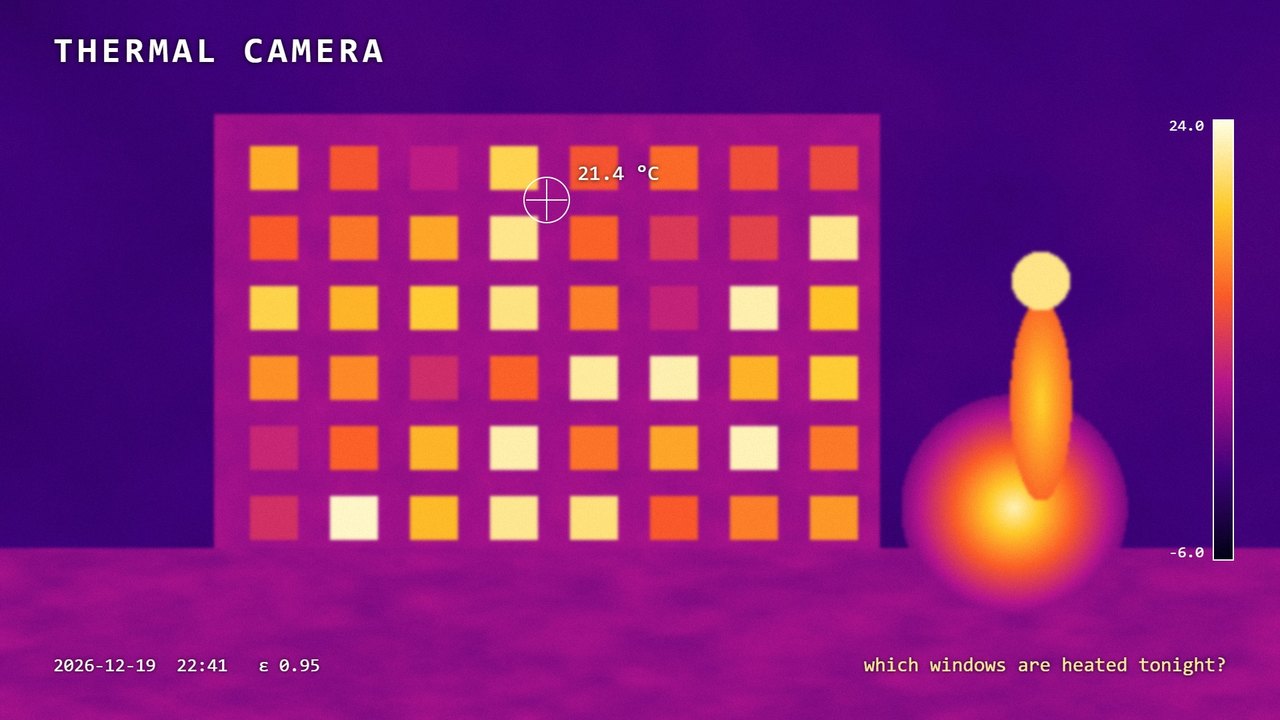 THERMAL CAMERA
21.4 °C
24.0
-6.0
2026-12-19  22:41   ε 0.95
which windows are heated tonight?